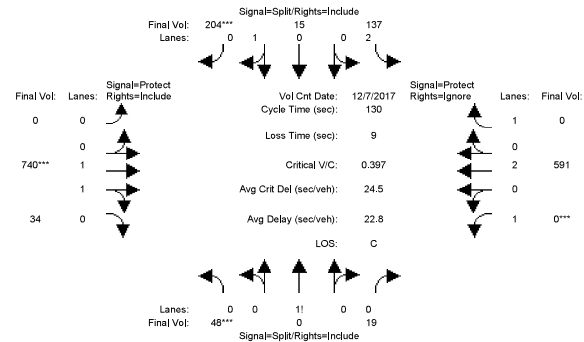 Signal=Split/Rights=Include
Final Vol: 204*** 15 137
Lanes: 0 1 0 0 2
Signal=Protect
Final Vol: Lanes: Rights=Include
Vol Cnt Date: 12/7/2017
Signal=Protect
Rights=Ignore Lanes: Final Vol:
Cycle Time (sec): 130
0 0
1 0
Loss Time (sec): 9
0
0
740*** 1
Critical V/C: 0.397
2 591
1
Avg Crit Del (sec/veh): 24.5
0
34 0
Avg Delay (sec/veh): 22.8
1 0***
LOS: C
Lanes: 0 0 1! 0 0
Final Vol: 48*** 0 19
Signal=Split/Rights=Include